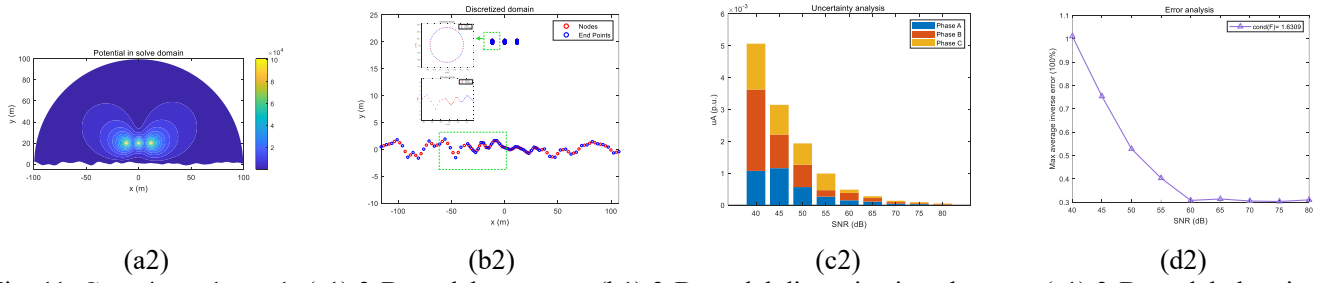 Potential in solve domain
×10⁴
100
80
60
40
20
0
y (m)
-100 -50 0 50 100
x (m)
10
8
6
4
2
(a2)
Discretized domain
25
20
15
10
5
0
-5
-10
y (m)
-100 -50 0 50 100
x (m)
Nodes
End Points
(b2)
Uncertainty analysis
×10⁻³
6
5
4
3
2
1
0
uA (p.u.)
40 45 50 55 60 65 70 75 80
SNR (dB)
Phase A
Phase B
Phase C
(c2)
Error analysis
1.1
1
0.9
0.8
0.7
0.6
0.5
0.4
0.3
Max average inverse error (100%)
40 45 50 55 60 65 70 75 80
SNR (dB)
cond(F)= 1.6309
(d2)